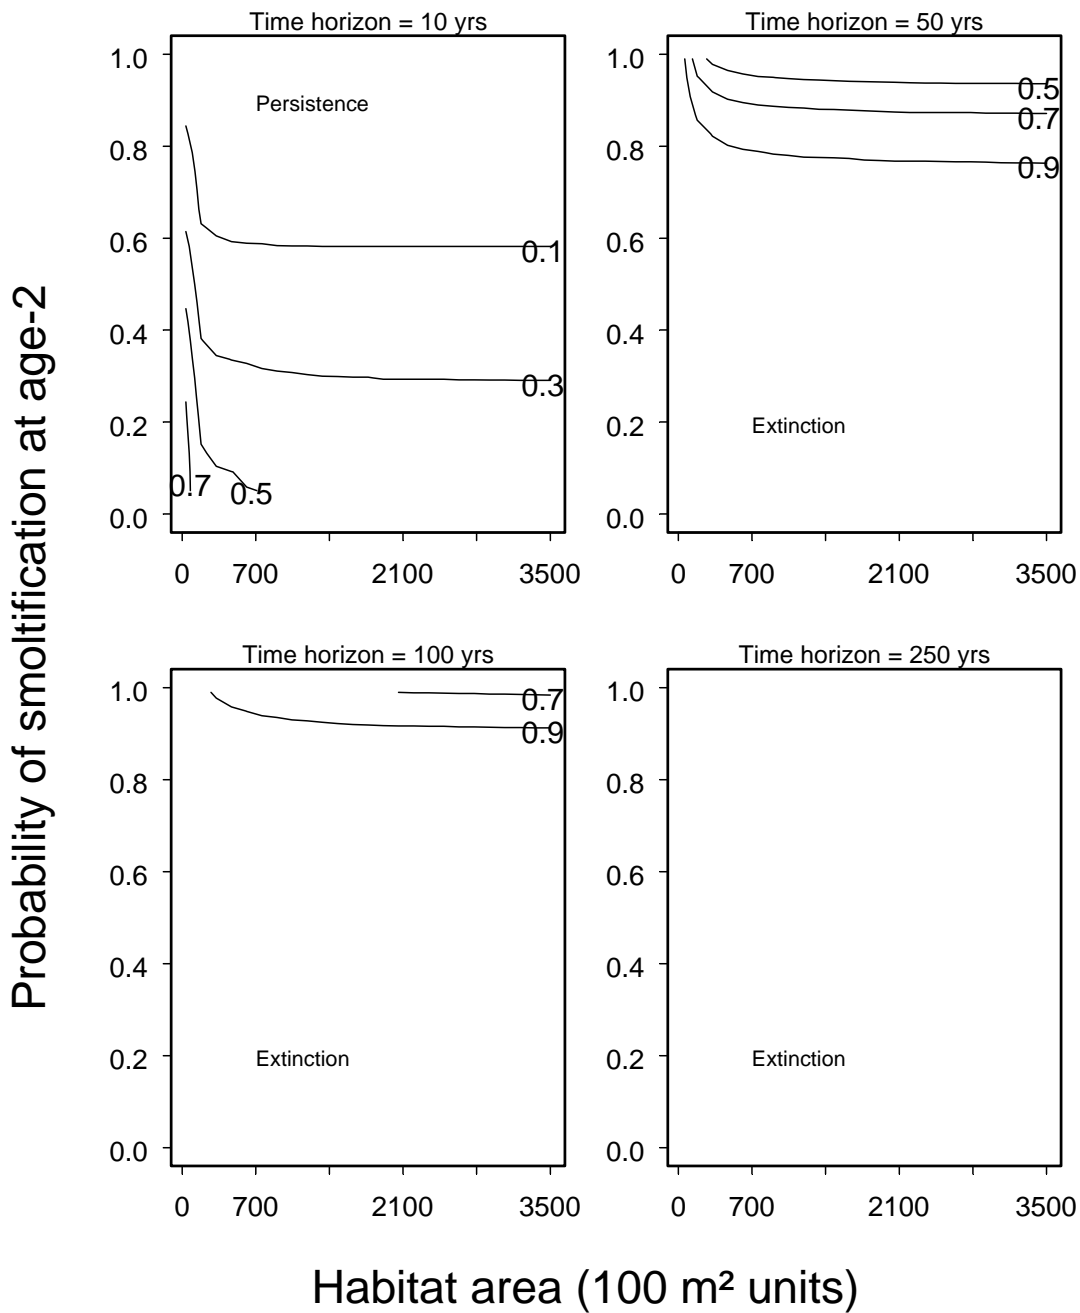 Time horizon = 10 yrs
1.0
0.8
0.6
0.4
0.2
0.0
Persistence
0.1
0.3
0.7
0.5
0 700 2100 3500
Time horizon = 50 yrs
1.0
0.8
0.6
0.4
0.2
0.0
0.5
0.7
0.9
Extinction
0 700 2100 3500
Time horizon = 100 yrs
1.0
0.8
0.6
0.4
0.2
0.0
0.7
0.9
Extinction
0 700 2100 3500
Time horizon = 250 yrs
1.0
0.8
0.6
0.4
0.2
0.0
Extinction
0 700 2100 3500
Probability of smoltification at age-2
Habitat area (100 m² units)